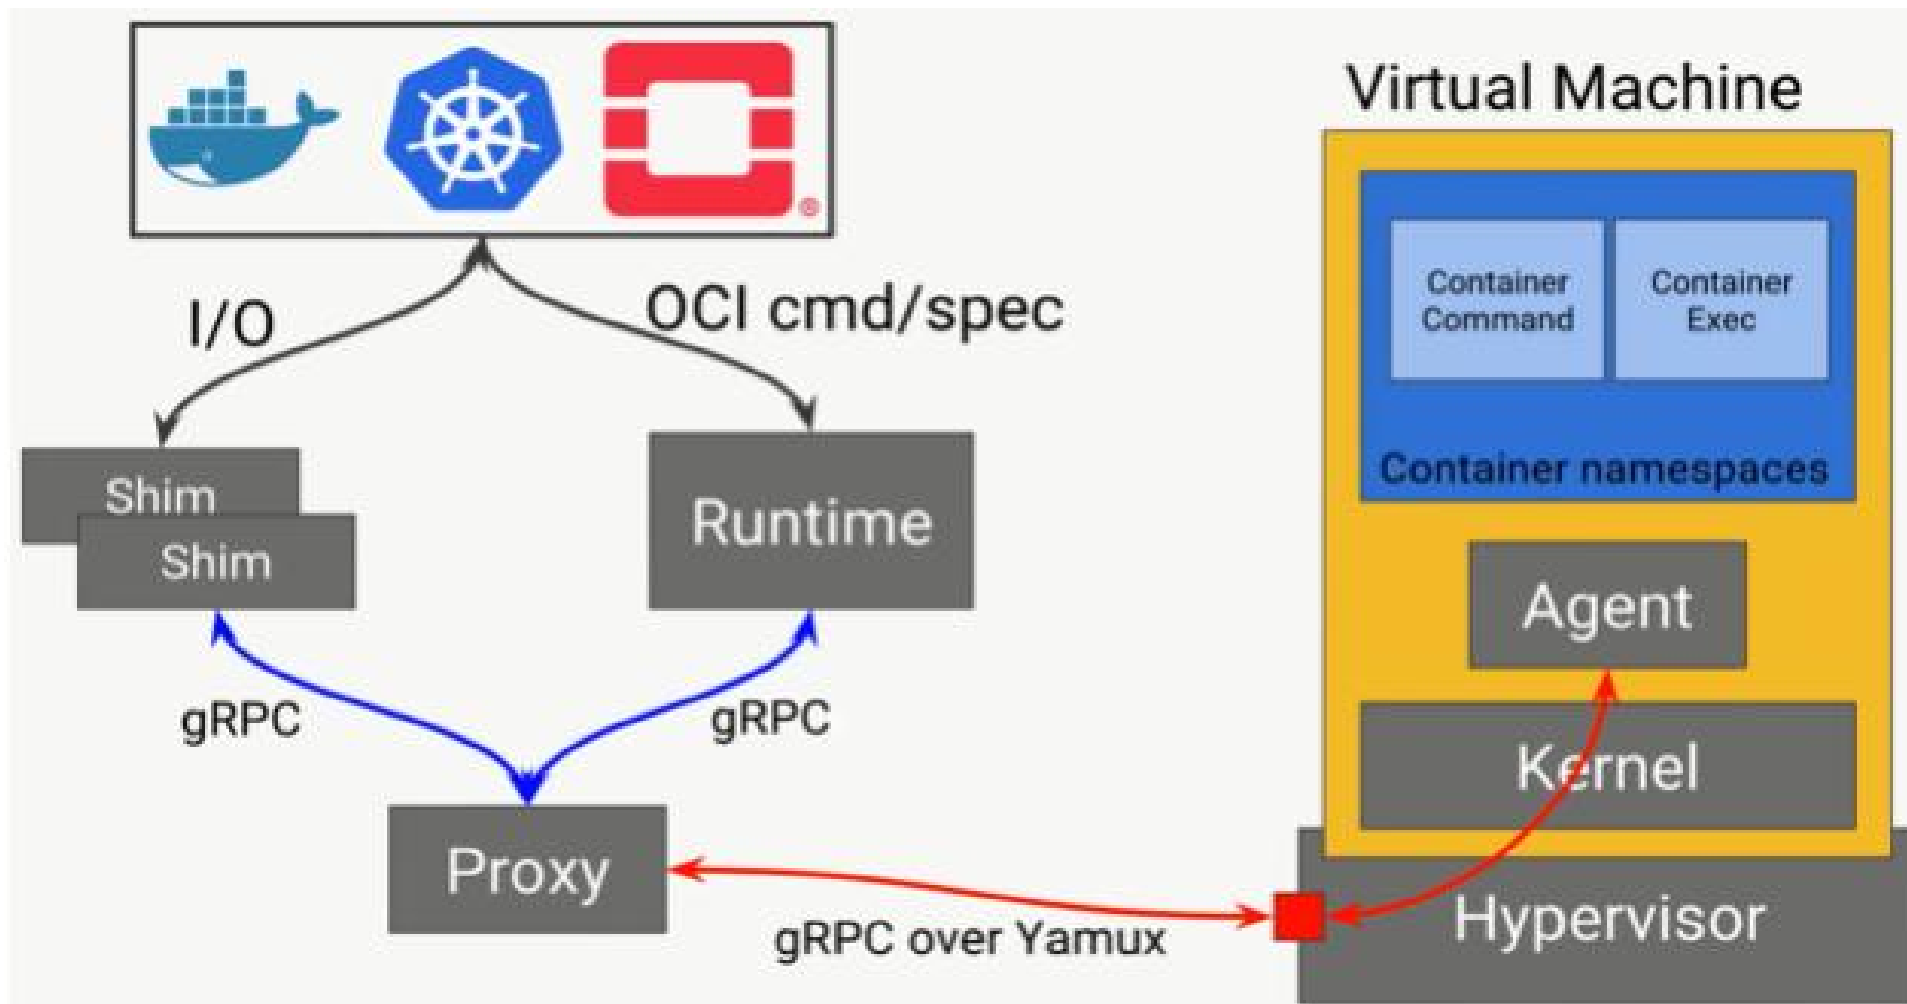 Virtual Machine
I/O
OCI cmd/spec
Container
Command
Container
Exec
Container namespaces
Shim
Shim
Runtime
Agent
gRPC
gRPC
Kernel
Proxy
gRPC over Yamux
Hypervisor
®